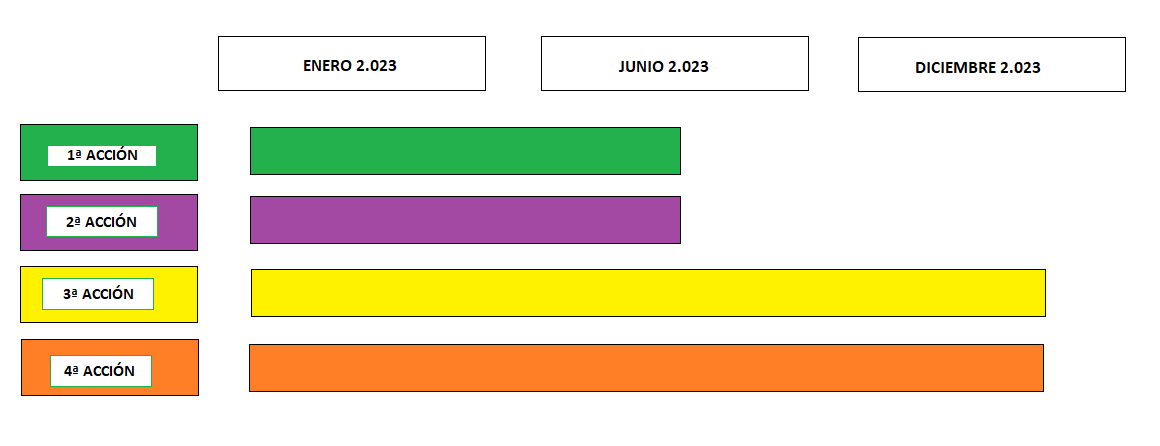 ENERO 2.023
JUNIO 2.023
DICIEMBRE 2.023
1ª ACCIÓN
2ª ACCIÓN
3ª ACCIÓN
4ª ACCIÓN